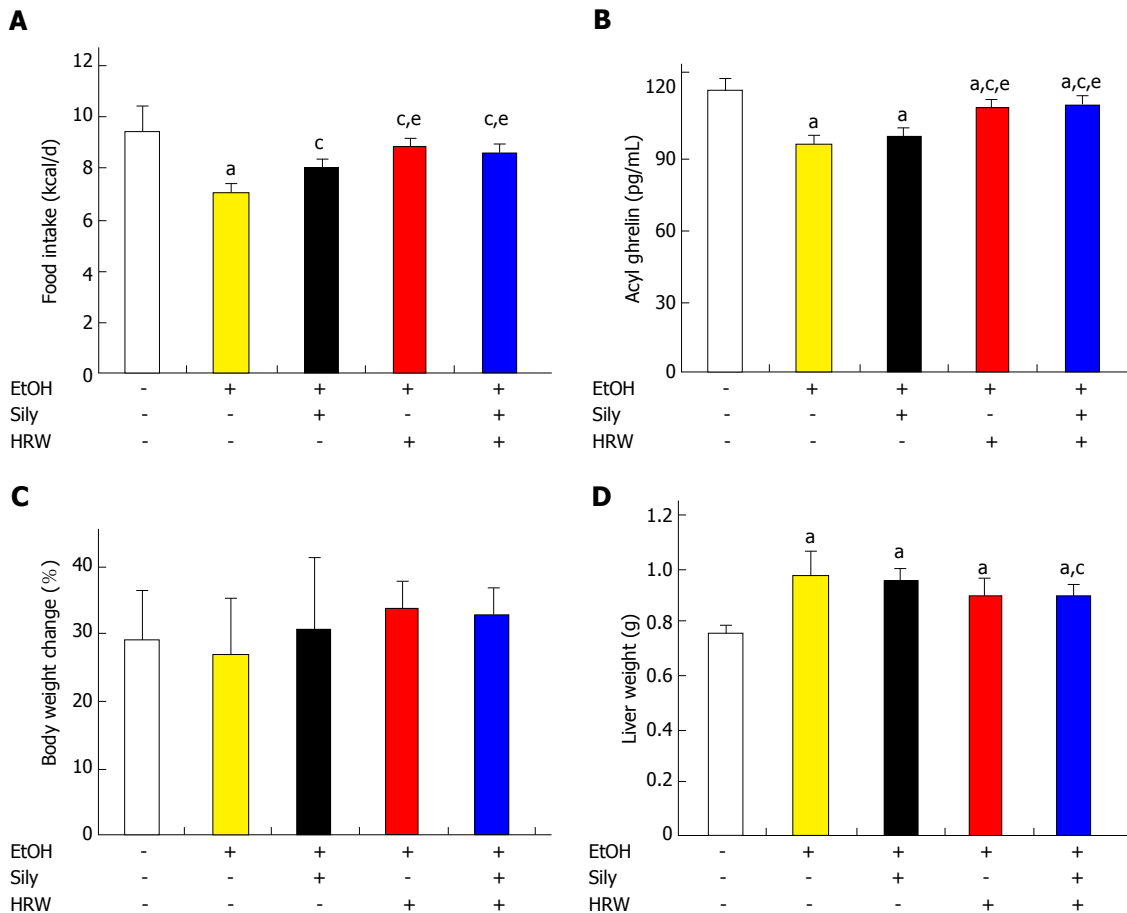 A
Food intake (kcal/d)
12
10
8
6
4
2
0
a
c
c,e
c,e
EtOH - + + + +
Sily - - + - +
HRW - - - + +
B
Acyl ghrelin (pg/mL)
120
90
60
30
0
a
a
a,c,e
a,c,e
EtOH - + + + +
Sily - - + - +
HRW - - - + +
C
Body weight change (%)
40
30
20
10
0
EtOH - + + + +
Sily - - + - +
HRW - - - + +
D
Liver weight (g)
1.2
1.0
0.8
0.6
0.4
0.2
0
a
a
a
a,c
EtOH - + + + +
Sily - - + - +
HRW - - - + +